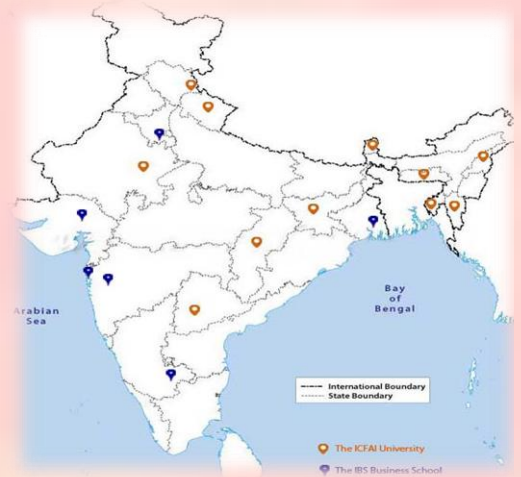 Arabian
Sea
Bay
of
Bengal
International Boundary
State Boundary
The ICFAI University
The IBS Business School